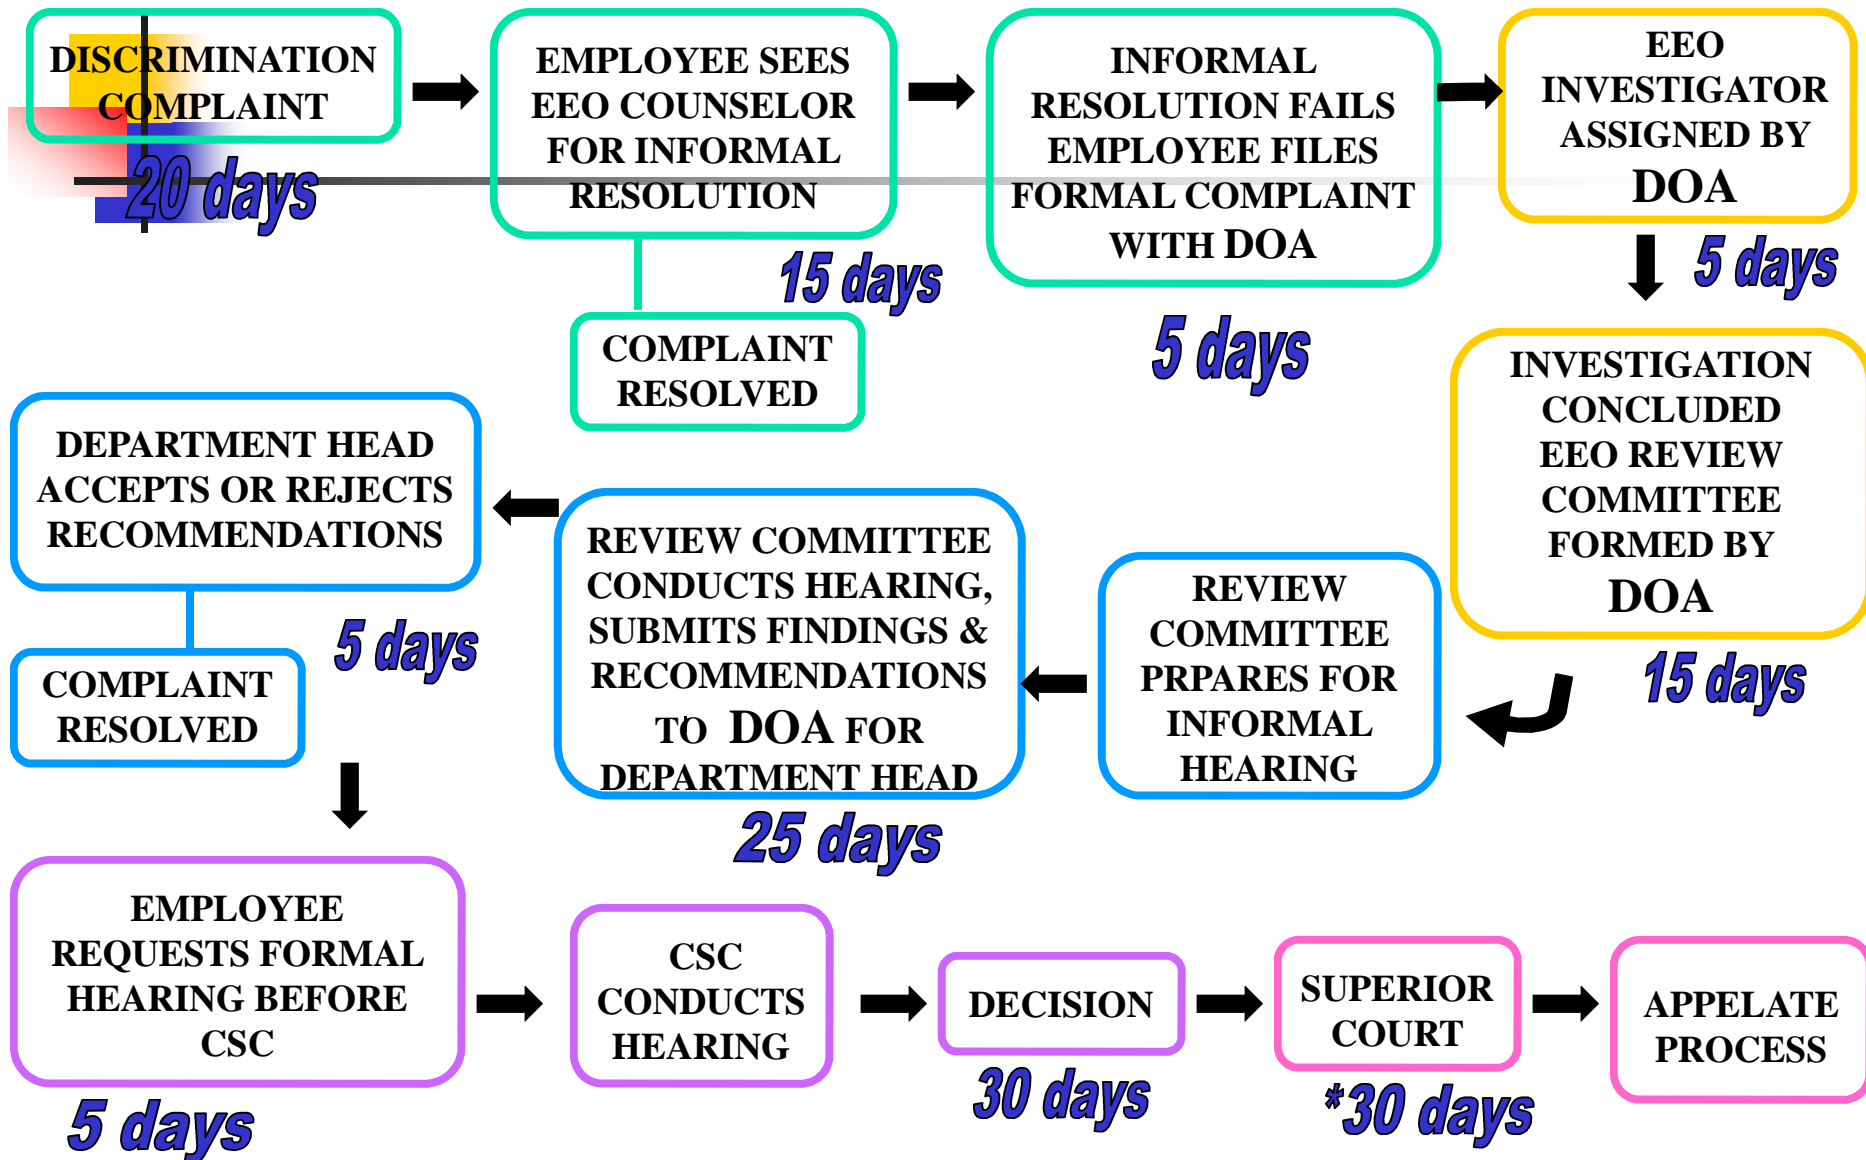 DISCRIMINATION
COMPLAINT
20 days
EMPLOYEE SEES
EEO COUNSELOR
FOR INFORMAL
RESOLUTION
15 days
COMPLAINT
RESOLVED
INFORMAL
RESOLUTION FAILS
EMPLOYEE FILES
FORMAL COMPLAINT
WITH DOA
5 days
EEO
INVESTIGATOR
ASSIGNED BY
DOA
5 days
INVESTIGATION
CONCLUDED
EEO REVIEW
COMMITTEE
FORMED BY
DOA
15 days
REVIEW
COMMITTEE
PRPARES FOR
INFORMAL
HEARING
REVIEW COMMITTEE
CONDUCTS HEARING,
SUBMITS FINDINGS &
RECOMMENDATIONS
TO DOA FOR
DEPARTMENT HEAD
25 days
DEPARTMENT HEAD
ACCEPTS OR REJECTS
RECOMMENDATIONS
5 days
COMPLAINT
RESOLVED
EMPLOYEE
REQUESTS FORMAL
HEARING BEFORE
CSC
5 days
CSC
CONDUCTS
HEARING
DECISION
30 days
SUPERIOR
COURT
*30 days
APPELATE
PROCESS